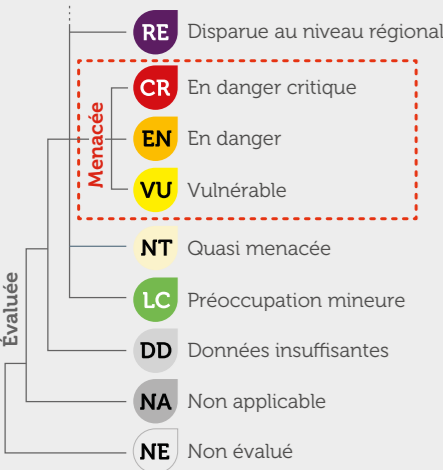 RE Disparue au niveau régional
CR En danger critique
EN En danger
VU Vulnérable
Menacée
NT Quasi menacée
LC Préoccupation mineure
Évaluée
DD Données insuffisantes
NA Non applicable
NE Non évalué